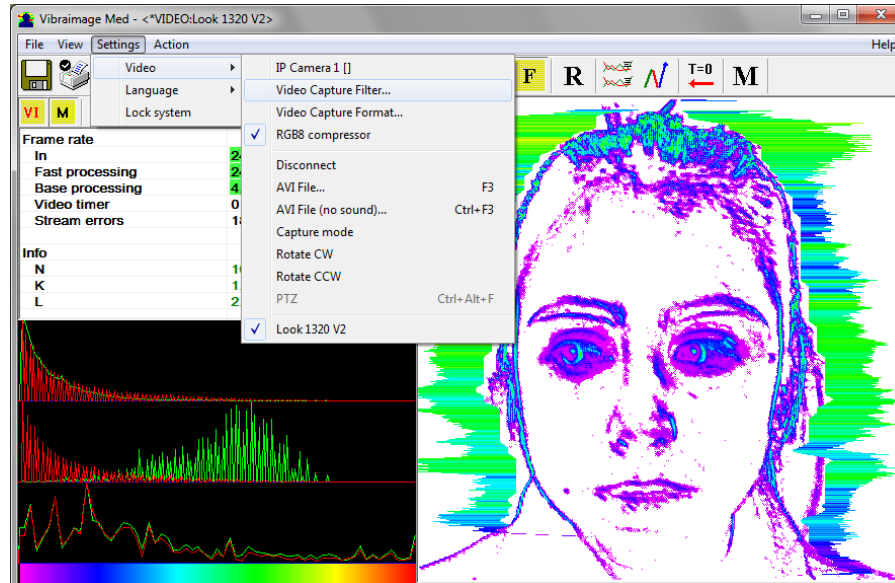 Vibraimage Med - <*VIDEO:Look 1320 V2>
File View Settings Action Help
Video
Language
Lock system
IP Camera 1 []
Video Capture Filter...
Video Capture Format...
RGB8 compressor
Disconnect
AVI File... F3
AVI File (no sound)... Ctrl+F3
Capture mode
Rotate CW
Rotate CCW
PTZ Ctrl+Alt+F
Look 1320 V2
F R T=0 M
VI M
Frame rate
In
Fast processing
Base processing
Video timer 0
Stream errors
Info
N
K
L